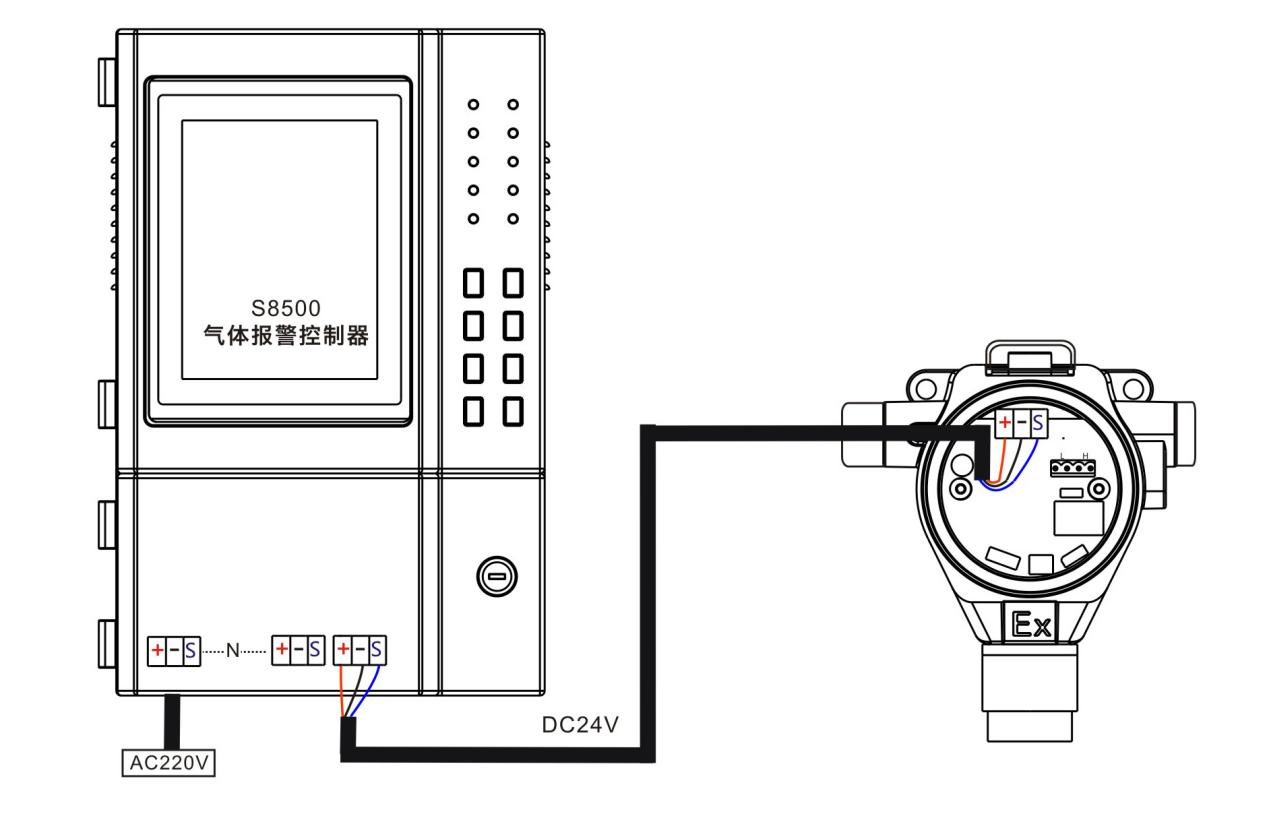 S8500
气体报警控制器
+ - S
L H
Ex
+ - S ......N...... + - S + - S
DC24V
AC220V